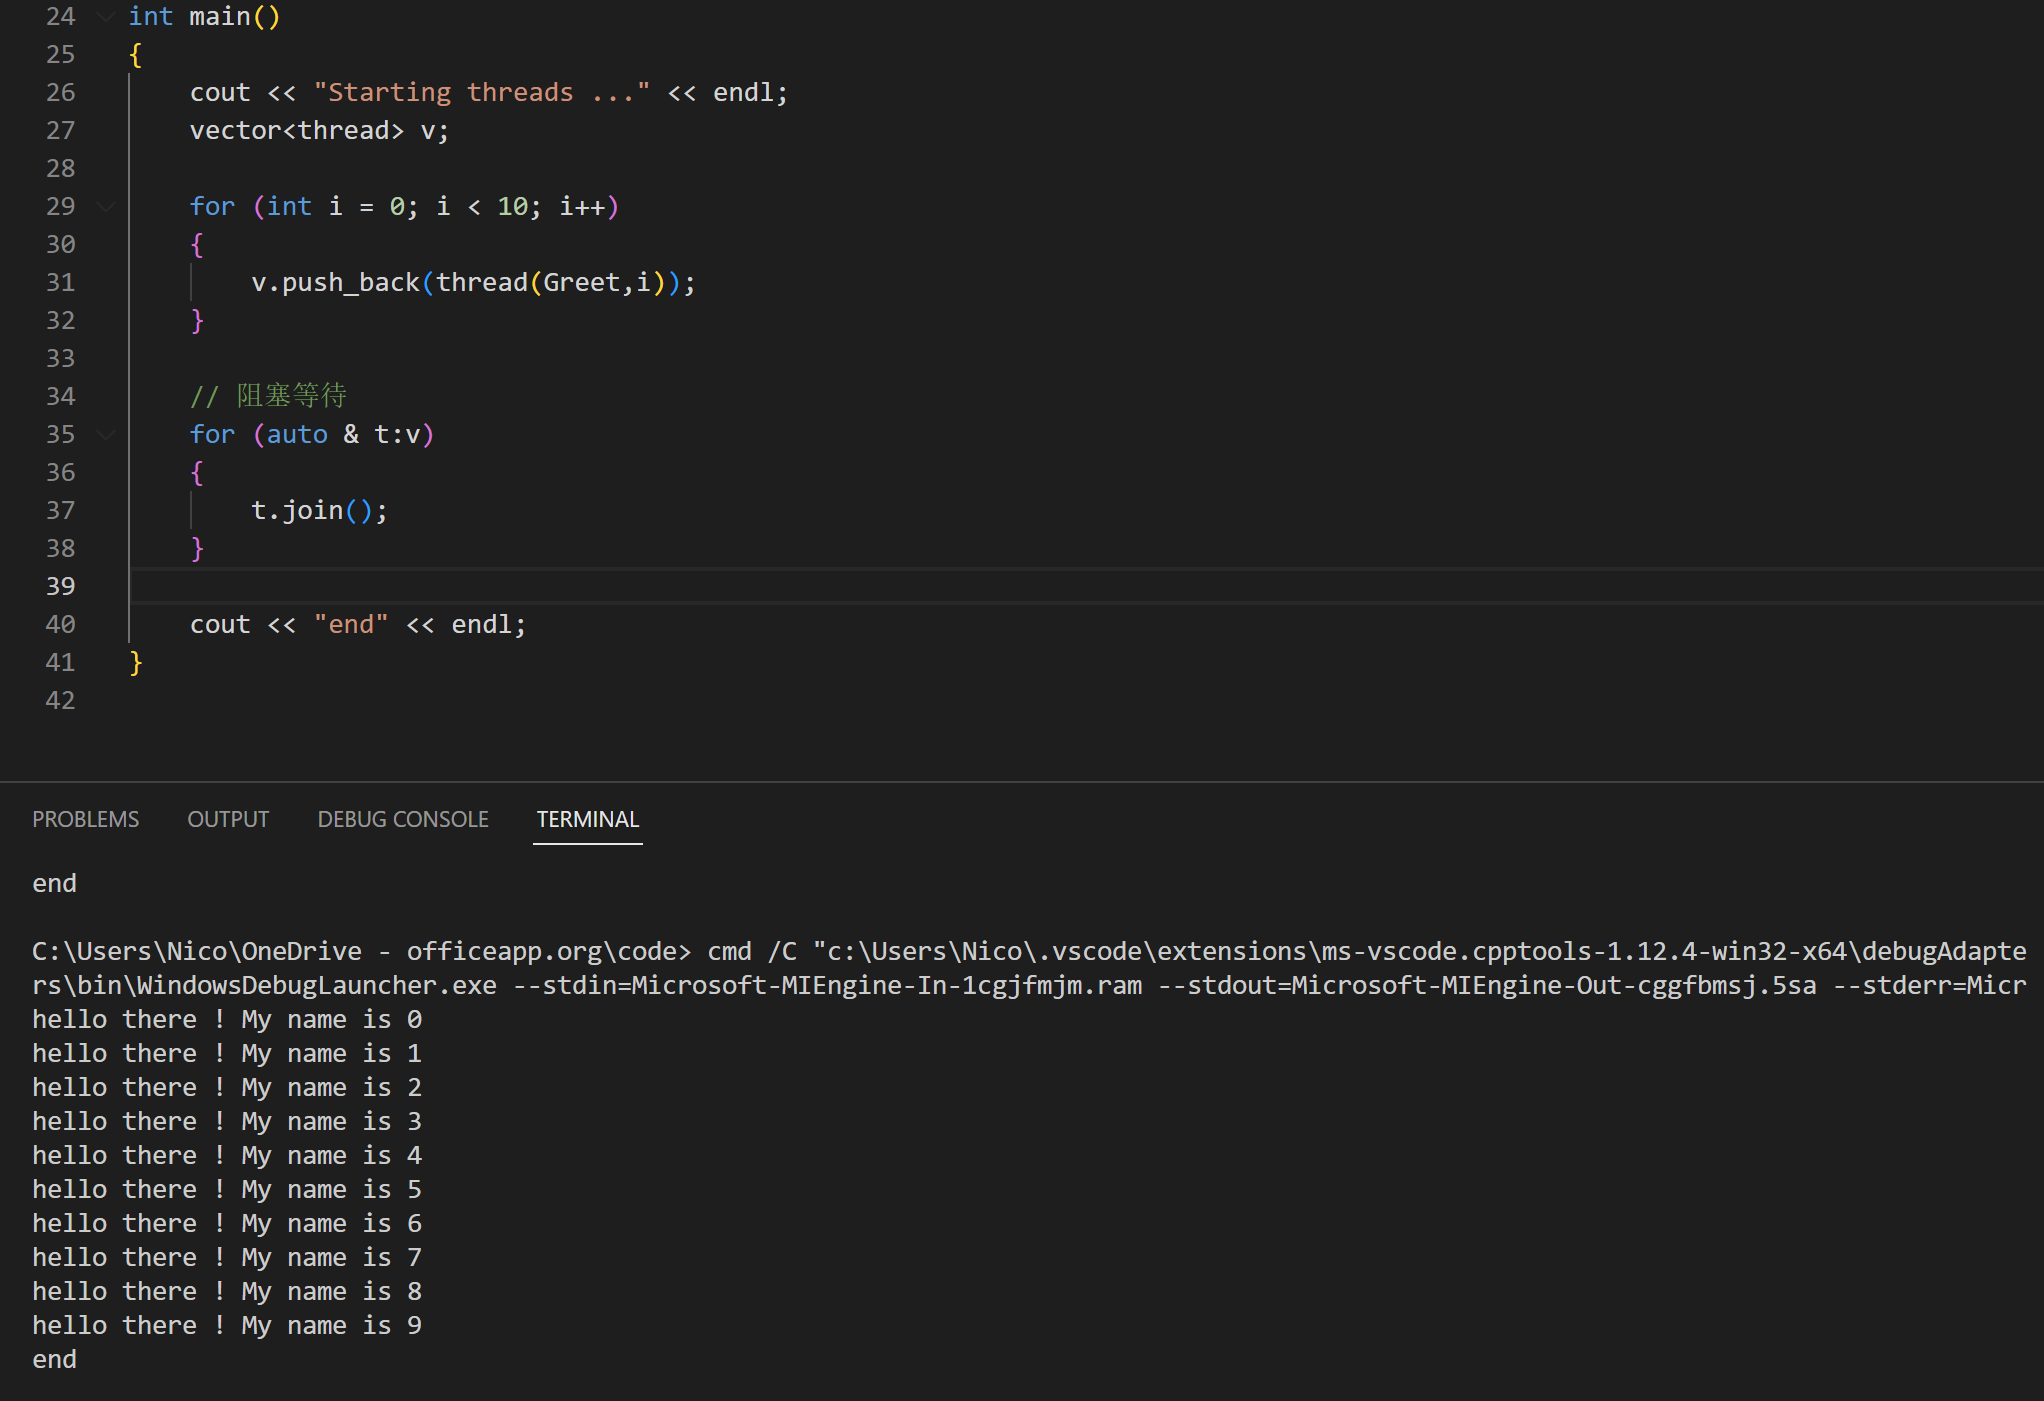 24 int main()
25 {
26 cout << "Starting threads ..." << endl;
27 vector<thread> v;
28
29 for (int i = 0; i < 10; i++)
30 {
31 v.push_back(thread(Greet,i));
32 }
33
34 // 阻塞等待
35 for (auto & t:v)
36 {
37 t.join();
38 }
39
40 cout << "end" << endl;
41 }
42
PROBLEMS OUTPUT DEBUG CONSOLE TERMINAL
end
C:\Users\Nico\OneDrive - officeapp.org\code> cmd /C "c:\Users\Nico\.vscode\extensions\ms-vscode.cpptools-1.12.4-win32-x64\debugAdapte
rs\bin\WindowsDebugLauncher.exe --stdin=Microsoft-MIEngine-In-1cgjfmjm.ram --stdout=Microsoft-MIEngine-Out-cggfbmsj.5sa --stderr=Micr
hello there ! My name is 0
hello there ! My name is 1
hello there ! My name is 2
hello there ! My name is 3
hello there ! My name is 4
hello there ! My name is 5
hello there ! My name is 6
hello there ! My name is 7
hello there ! My name is 8
hello there ! My name is 9
end